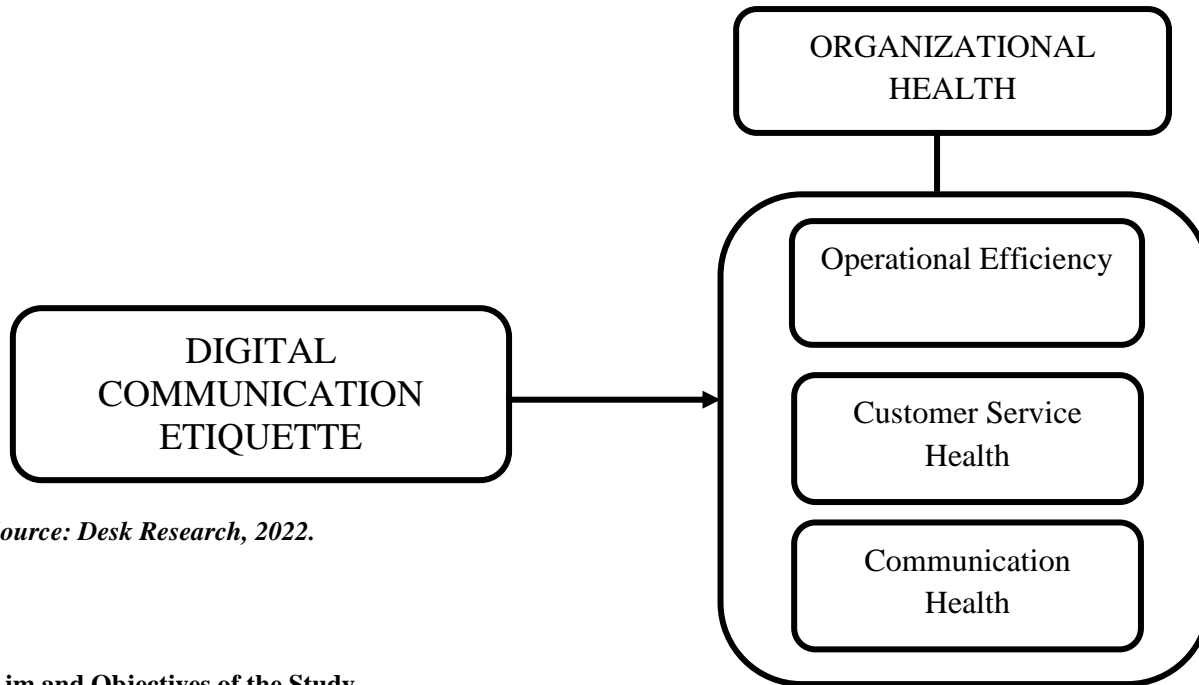 ORGANIZATIONAL
HEALTH
Operational Efficiency
DIGITAL
COMMUNICATION
ETIQUETTE
Customer Service
Health
ource: Desk Research, 2022.
Communication
Health
im and Objectives of the Study